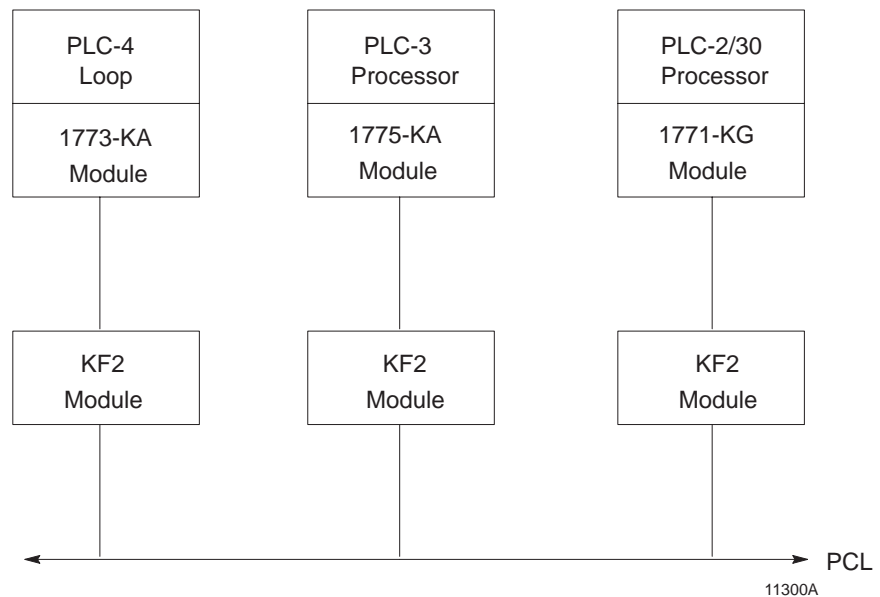 PLC-4
Loop
1773-KA
Module
PLC-3
Processor
1775-KA
Module
PLC-2/30
Processor
1771-KG
Module
KF2
Module
KF2
Module
KF2
Module
PCL
11300A